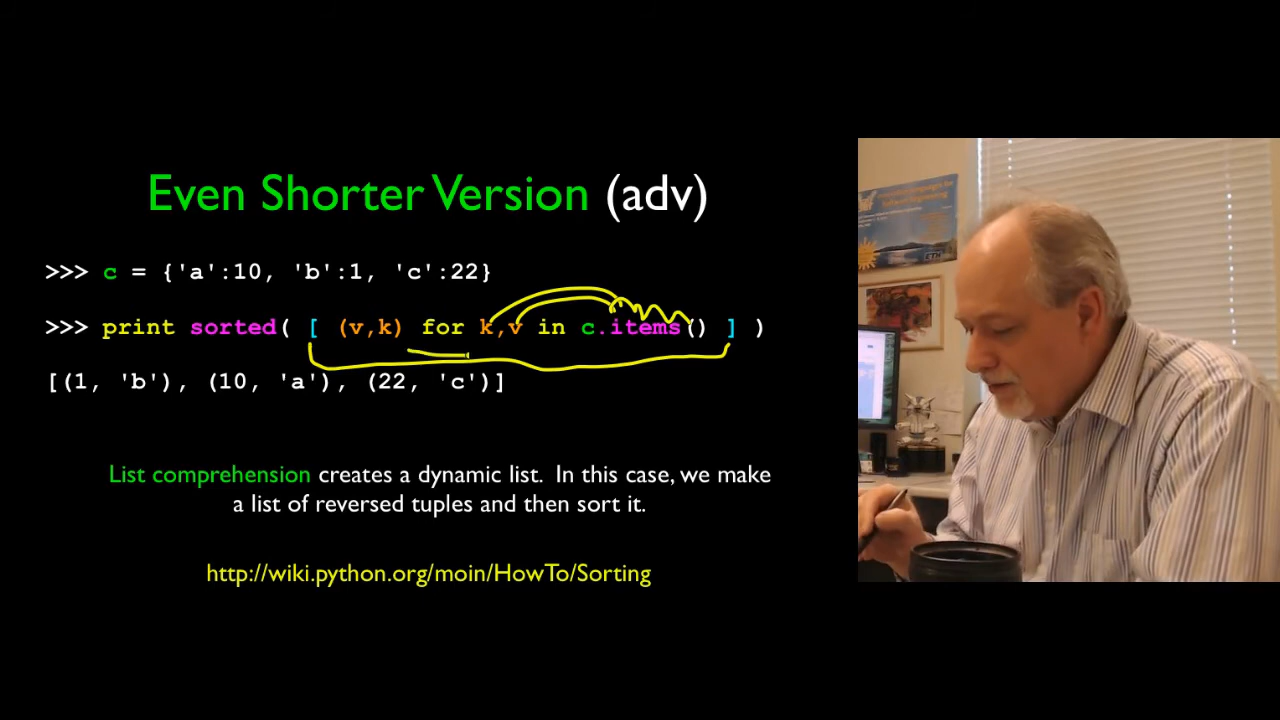 Even Shorter Version (adv)
>>> c = {'a':10, 'b':1, 'c':22}
>>> print sorted( [ (v,k) for k,v in c.items() ] )
[(1, 'b'), (10, 'a'), (22, 'c')]
List comprehension creates a dynamic list. In this case, we make
a list of reversed tuples and then sort it.
http://wiki.python.org/moin/HowTo/Sorting